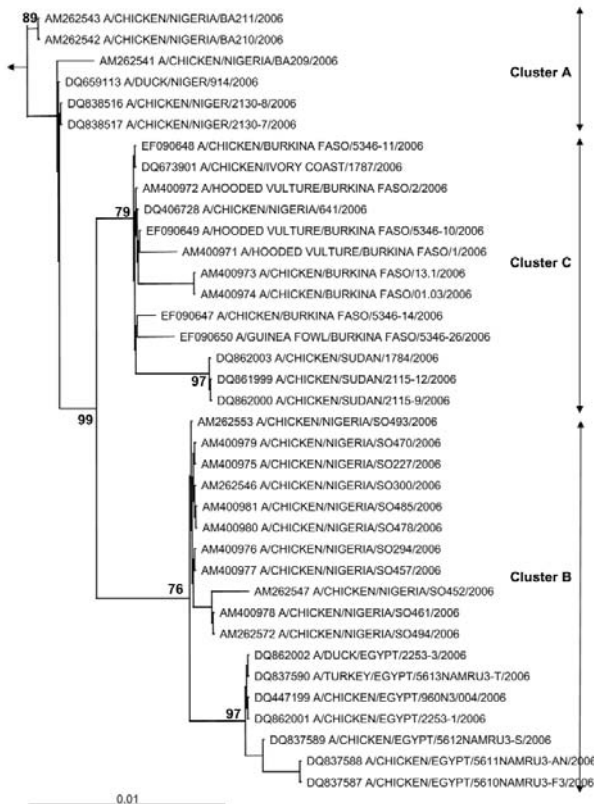 89
AM262543 A/CHICKEN/NIGERIA/BA211/2006
AM262542 A/CHICKEN/NIGERIA/BA210/2006
AM262541 A/CHICKEN/NIGERIA/BA209/2006
Cluster A
DQ659113 A/DUCK/NIGER/914/2006
DQ838516 A/CHICKEN/NIGER/2130-8/2006
DQ838517 A/CHICKEN/NIGER/2130-7/2006
EF090648 A/CHICKEN/BURKINA FASO/5346-11/2006
DQ673901 A/CHICKEN/IVORY COAST/1787/2006
AM400972 A/HOODED VULTURE/BURKINA FASO/2/2006
79
DQ406728 A/CHICKEN/NIGERIA/641/2006
EF090649 A/HOODED VULTURE/BURKINA FASO/5346-10/2006
AM400971 A/HOODED VULTURE/BURKINA FASO/1/2006
Cluster C
AM400973 A/CHICKEN/BURKINA FASO/13.1/2006
AM400974 A/CHICKEN/BURKINA FASO/01.03/2006
EF090647 A/CHICKEN/BURKINA FASO/5346-14/2006
EF090650 A/GUINEA FOWL/BURKINA FASO/5346-26/2006
DQ862003 A/CHICKEN/SUDAN/1784/2006
97
DQ861999 A/CHICKEN/SUDAN/2115-12/2006
DQ862000 A/CHICKEN/SUDAN/2115-9/2006
99
AM262553 A/CHICKEN/NIGERIA/SO493/2006
AM400979 A/CHICKEN/NIGERIA/SO470/2006
AM400975 A/CHICKEN/NIGERIA/SO227/2006
AM262546 A/CHICKEN/NIGERIA/SO300/2006
AM400981 A/CHICKEN/NIGERIA/SO485/2006
AM400980 A/CHICKEN/NIGERIA/SO478/2006
AM400976 A/CHICKEN/NIGERIA/SO294/2006
AM400977 A/CHICKEN/NIGERIA/SO457/2006
Cluster B
76
AM262547 A/CHICKEN/NIGERIA/SO452/2006
AM400978 A/CHICKEN/NIGERIA/SO461/2006
AM262572 A/CHICKEN/NIGERIA/SO494/2006
DQ862002 A/DUCK/EGYPT/2253-3/2006
DQ837590 A/TURKEY/EGYPT/5613NAMRU3-T/2006
DQ447199 A/CHICKEN/EGYPT/960N3/004/2006
97
DQ862001 A/CHICKEN/EGYPT/2253-1/2006
DQ837589 A/CHICKEN/EGYPT/5612NAMRU3-S/2006
DQ837588 A/CHICKEN/EGYPT/5611NAMRU3-AN/2006
DQ837587 A/CHICKEN/EGYPT/5610NAMRU3-F3/2006
0.01